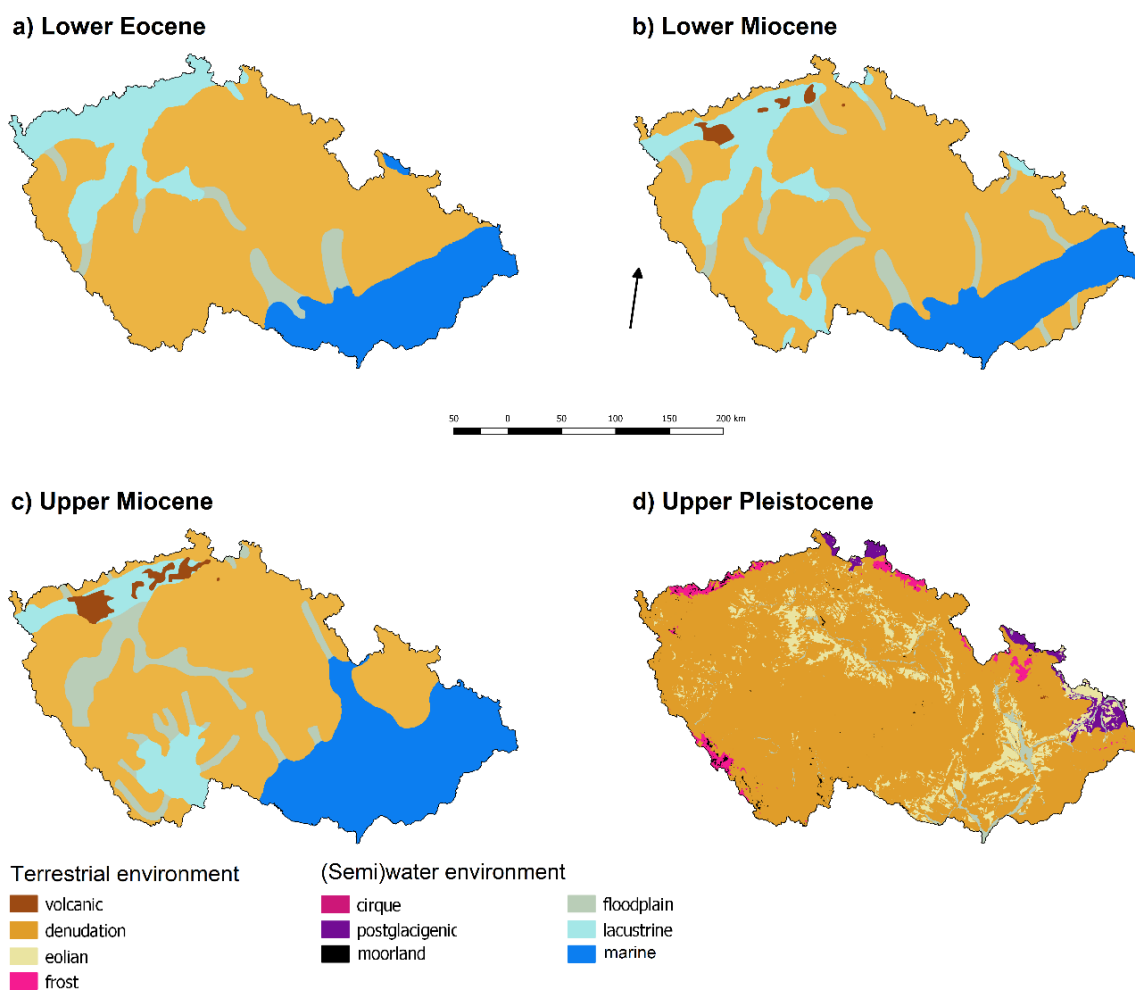 a) Lower Eocene
b) Lower Miocene
50 0 50 100 150 200 km
c) Upper Miocene
d) Upper Pleistocene
Terrestrial environment
volcanic
denudation
eolian
frost
(Semi)water environment
cirque
postglacigenic
moorland
floodplain
lacustrine
marine